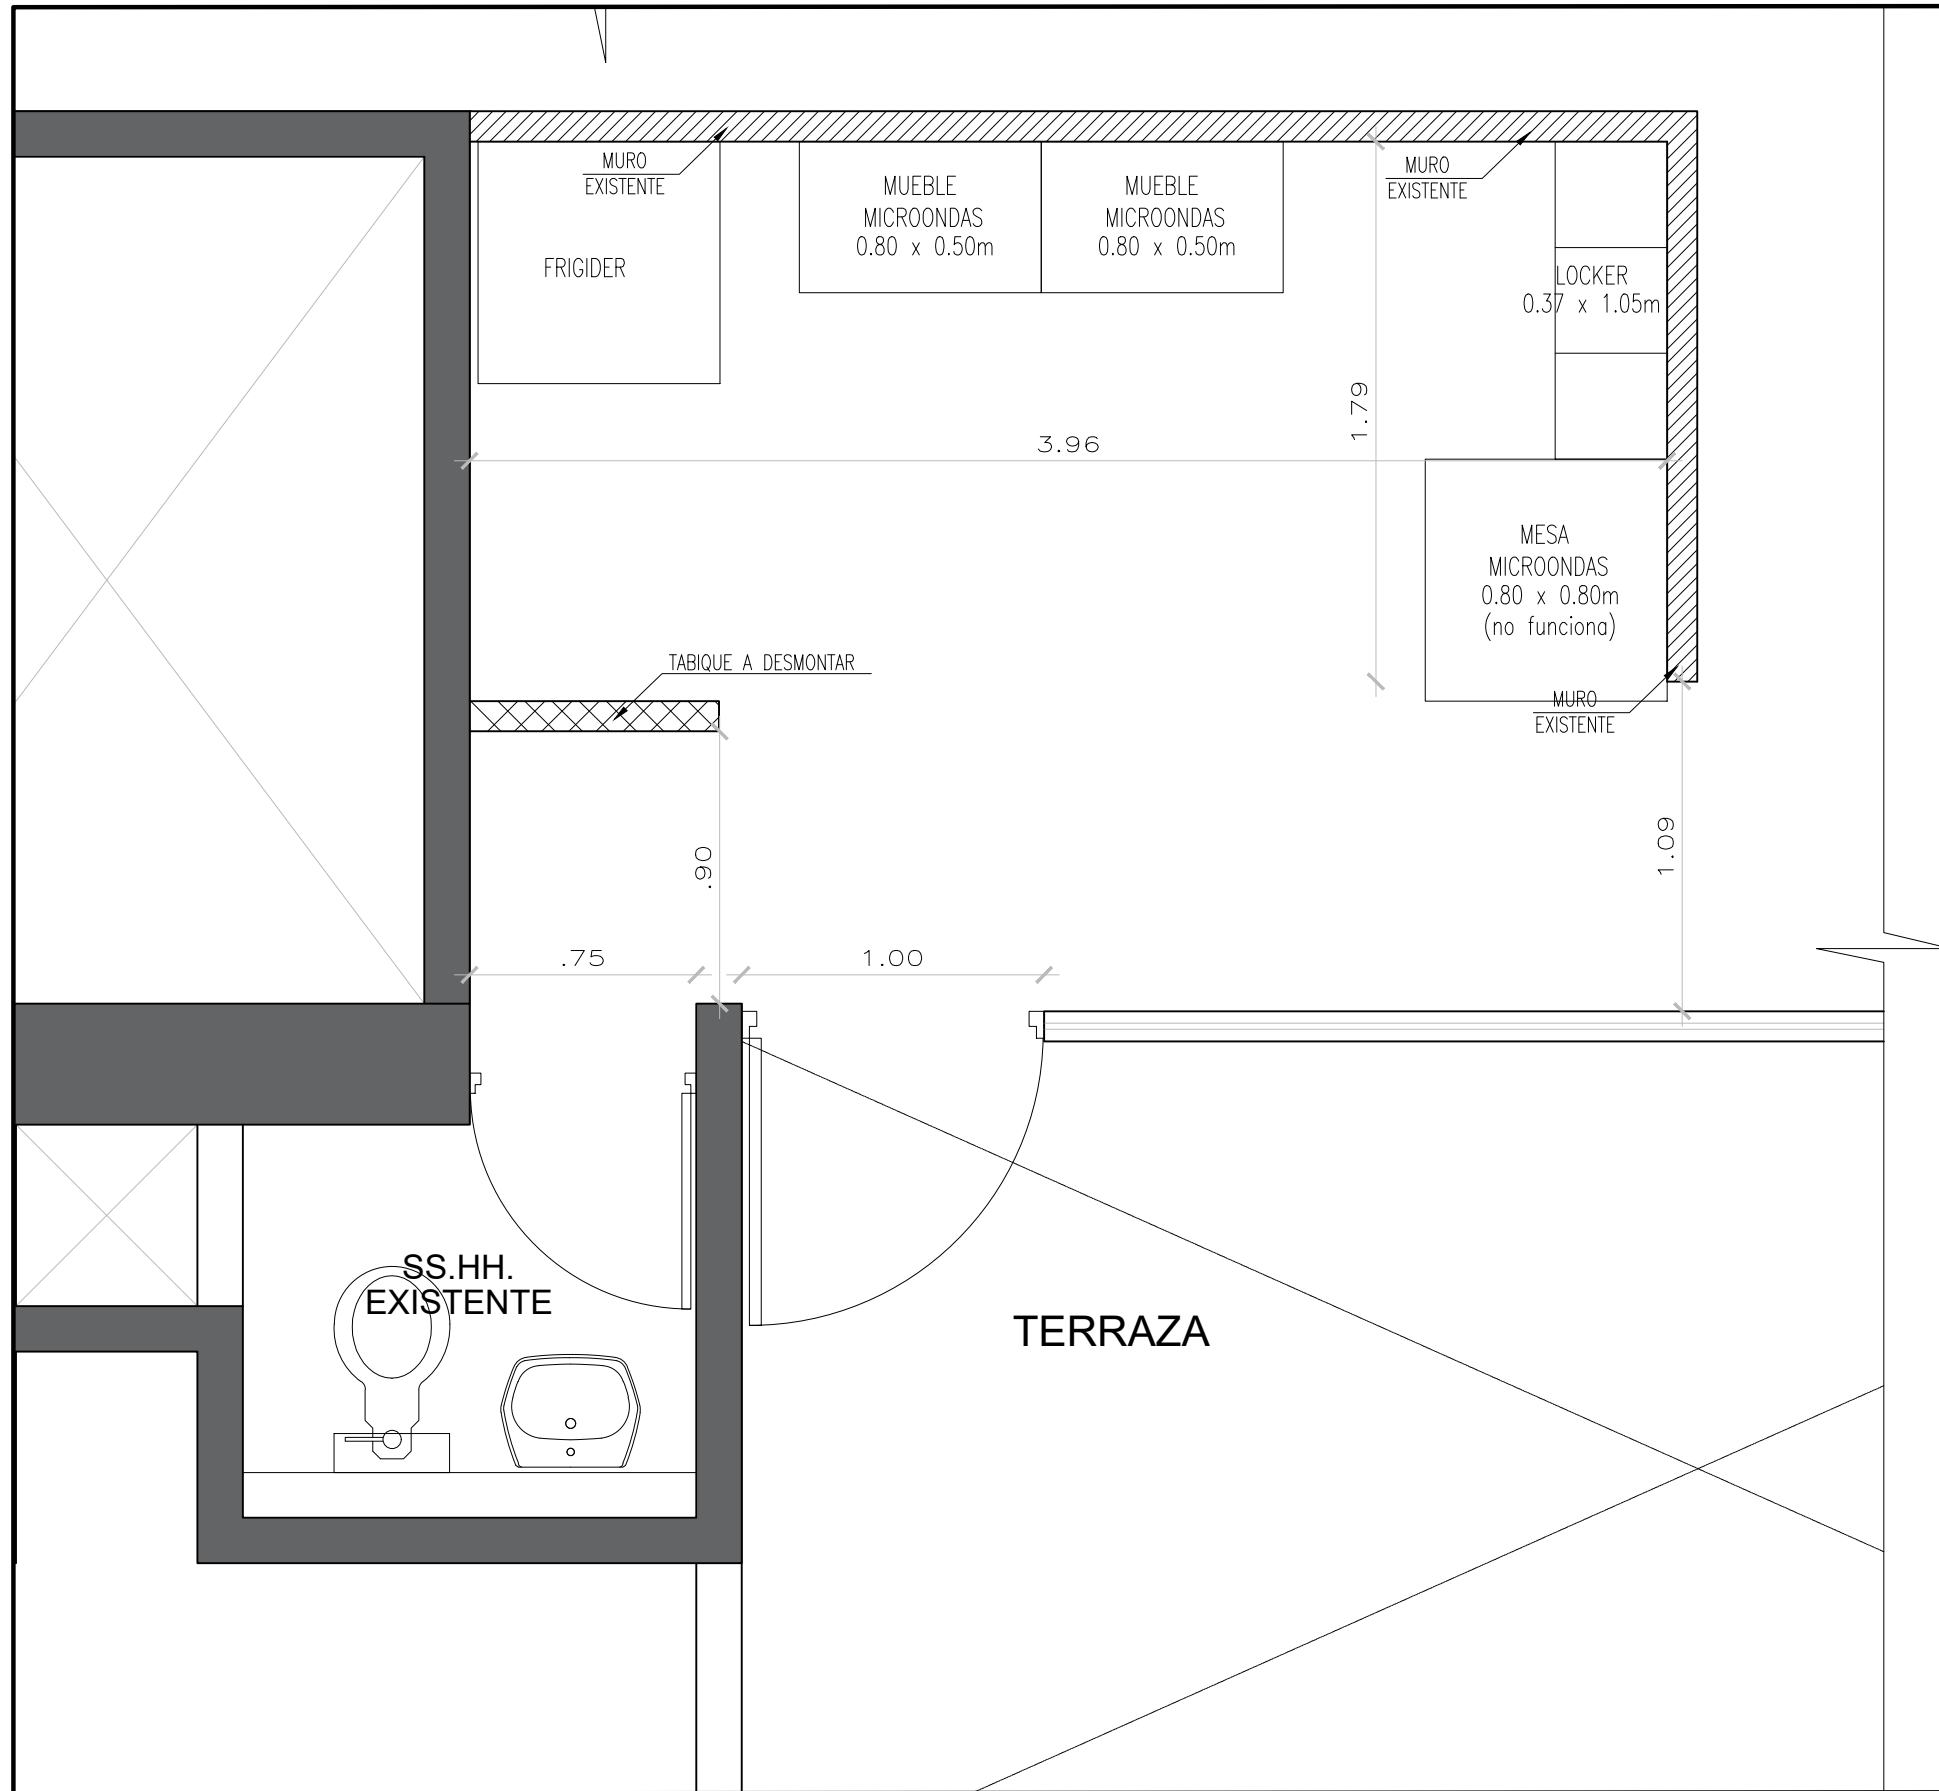 MURO
EXISTENTE
MUEBLE
MICROONDAS
0.80 x 0.50m
MUEBLE
MICROONDAS
0.80 x 0.50m
MURO
EXISTENTE
FRIGIDER
LOCKER
0.37 x 1.05m
1.79
3.96
MESA
MICROONDAS
0.80 x 0.80m
(no funciona)
TABIQUE A DESMONTAR
MURO
EXISTENTE
.90
1.09
.75
1.00
SS.HH.
EXISTENTE
TERRAZA